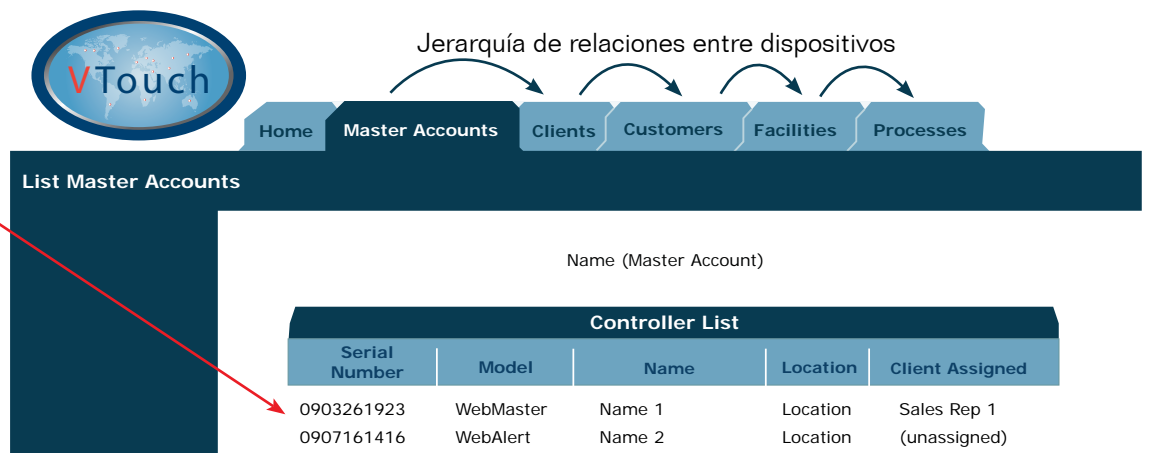 VTouch
Jerarquía de relaciones entre dispositivos
Home Master Accounts Clients Customers Facilities Processes
List Master Accounts
Name (Master Account)
Controller List
Serial Number Model Name Location Client Assigned
0903261923 WebMaster Name 1 Location Sales Rep 1
0907161416 WebAlert Name 2 Location (unassigned)